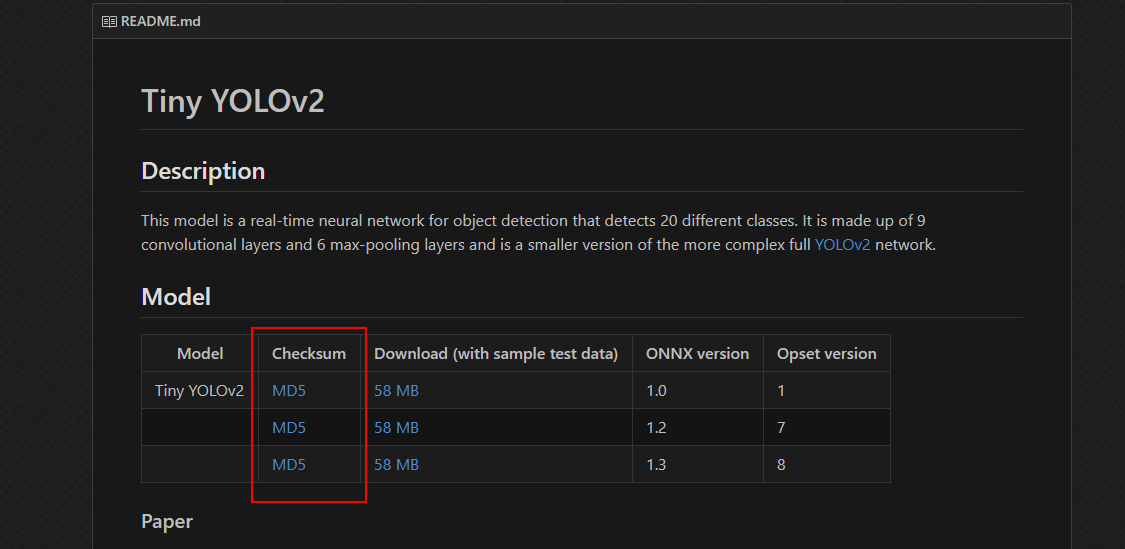 README.md
Tiny YOLOv2
Description
This model is a real-time neural network for object detection that detects 20 different classes. It is made up of 9
convolutional layers and 6 max-pooling layers and is a smaller version of the more complex full YOLOv2 network.
Model
Model Checksum Download (with sample test data) ONNX version Opset version
Tiny YOLOv2 MD5 58 MB 1.0 1
MD5 58 MB 1.2 7
MD5 58 MB 1.3 8
Paper